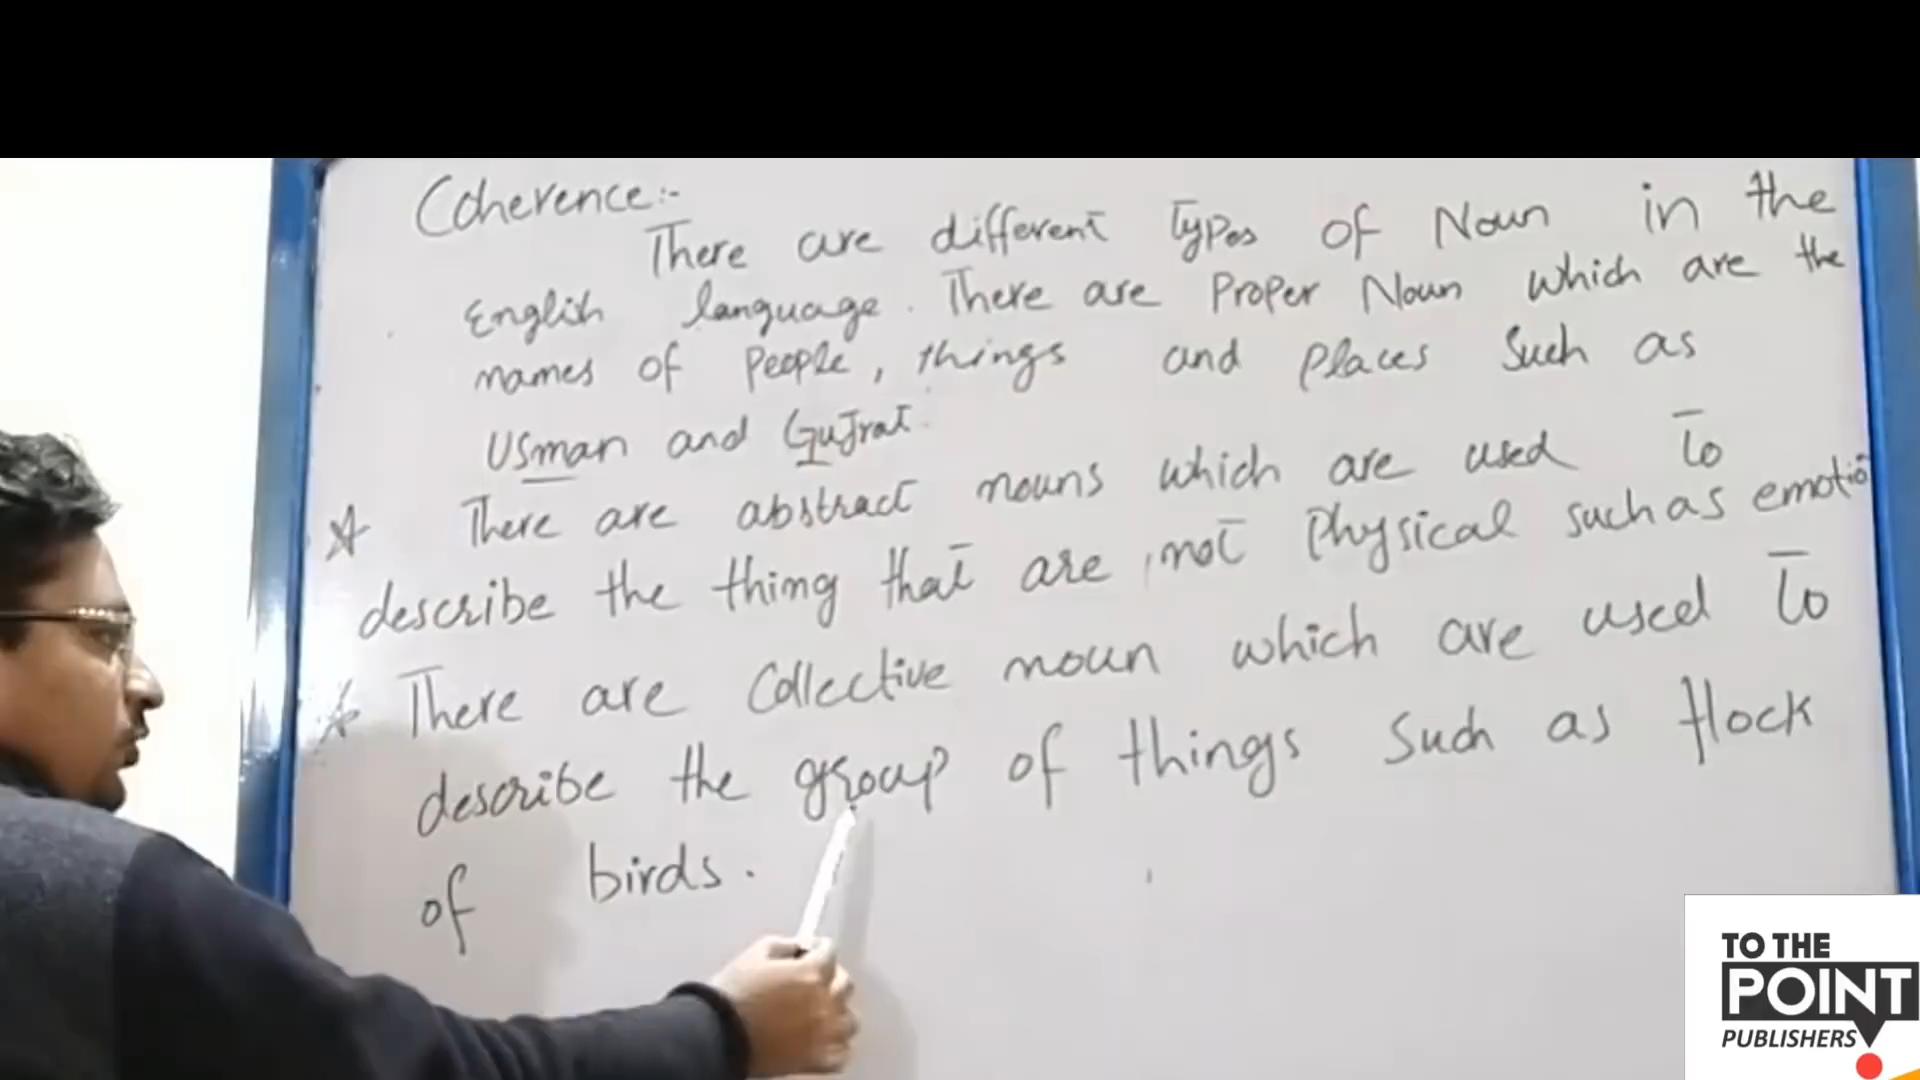 Coherence:-
There are different Types of Noun in the
English language. There are Proper Noun which are the
names of People, things and Places Such as
Usman and Gujrat.
There are abstract nouns which are used To
describe the thing that are not Physical such as emotio
There are Collective noun which are used To
describe the group of things Such as flock
of birds.
TO THE
POINT
PUBLISHERS